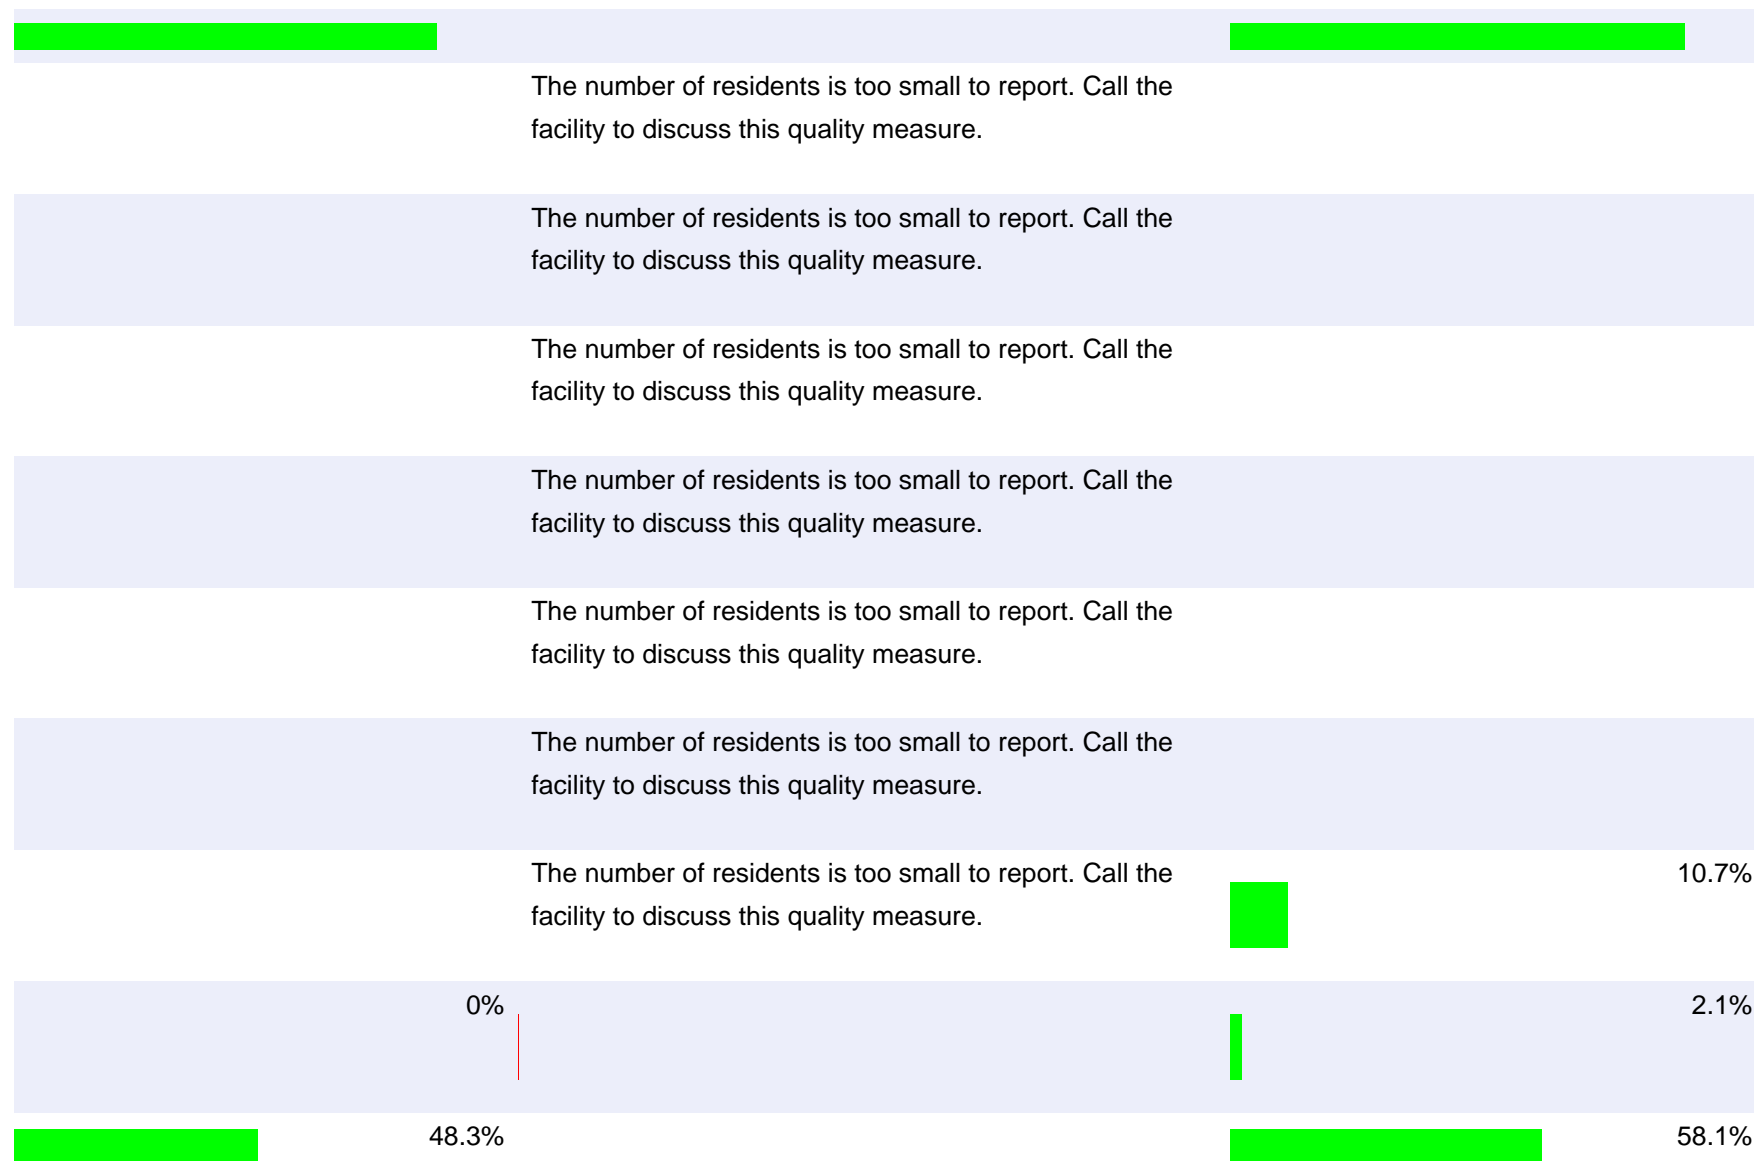 The number of residents is too small to report. Call the
facility to discuss this quality measure.
The number of residents is too small to report. Call the
facility to discuss this quality measure.
The number of residents is too small to report. Call the
facility to discuss this quality measure.
The number of residents is too small to report. Call the
facility to discuss this quality measure.
The number of residents is too small to report. Call the
facility to discuss this quality measure.
The number of residents is too small to report. Call the
facility to discuss this quality measure.
The number of residents is too small to report. Call the 10.7%
facility to discuss this quality measure.
0% 2.1%
48.3% 58.1%